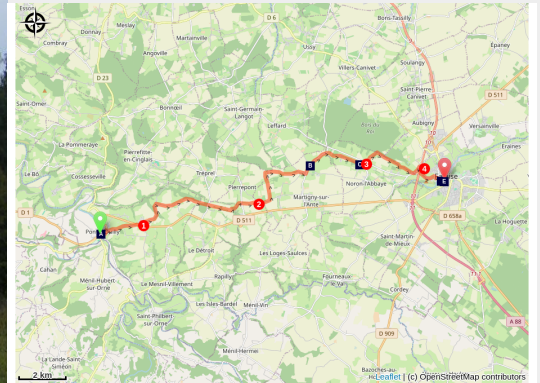 Esson
Donnay
Meslay
D 6
Bons-Tassilly
Combray
Martainville
Épaney
Angoville
Ussy
Soulangy
Villers-Canivet
D 23
Saint-Pierre-
Canivet
D 511
Saint-Omer
Bonnœil
Saint-Germain-
Langot
Leffard
Aubigny
Versainville
La-Pommeraye
Pierrefitte-
en-Cinglais
Eraines
Le Bô
Cossesseville
Tréprel
Pierrepont
B
C
3
4
E
Noron-l'Abbaye
Martigny-sur-
l'Ante
D 658a
D 1
2
1
A
D 511
La Hoguette
Le Détroit
Saint-Martin-
de-Mieux
Les Loges-Saulces
Cahan
Ménil-Hubert-
sur-Orne
Le Mesnil-Villement
Rapilly
Fourneaux-
le-Val
Cordey
Les Isles-Bardel
Ménil-Vin
Saint-Philbert-
sur-Orne
A 88
D 909
Ménil-Hermei
La Lande-Saint-
Siméon
Bazoches-au-
2 km
Leaflet | (c) OpenStreetMap contributors